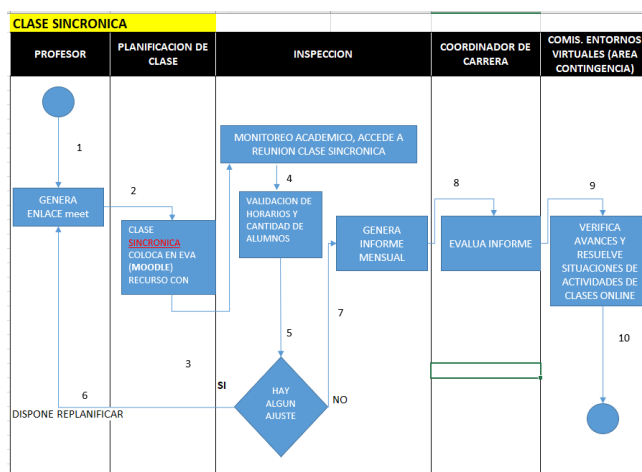 CLASE SINCRONICA
PROFESOR
PLANIFICACION DE
CLASE
INSPECCION
COORDINADOR DE
CARRERA
COMIS. ENTORNOS
VIRTUALES (AREA
CONTINGENCIA)
1
GENERA
ENLACE meet
2
CLASE
SINCRONICA
COLOCA EN EVA
(MOODLE)
RECURSO CON
3
MONITOREO ACADEMICO, ACCEDE A
REUNION CLASE SINCRONICA
4
VALIDACION DE
HORARIOS Y
CANTIDAD DE
ALUMNOS
5
HAY
ALGUN
AJUSTE
SI
6
DISPONE REPLANIFICAR
NO
7
GENERA
INFORME
MENSUAL
8
EVALUA INFORME
9
VERIFICA
AVANCES Y
RESUELVE
SITUACIONES DE
ACTIVIDADES DE
CLASES ONLINE
10